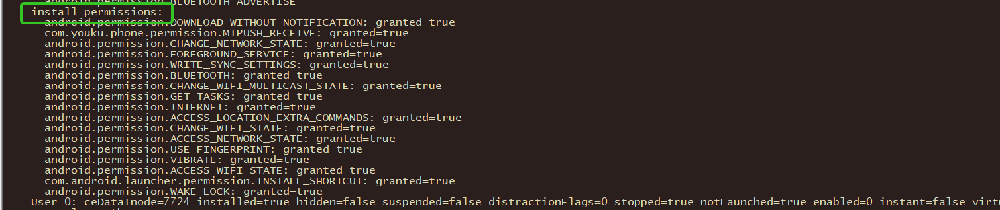 android.permission.BLUETOOTH_ADVERTISE
install permissions:
android.permission.DOWNLOAD_WITHOUT_NOTIFICATION: granted=true
com.youku.phone.permission.MIPUSH_RECEIVE: granted=true
android.permission.CHANGE_NETWORK_STATE: granted=true
android.permission.FOREGROUND_SERVICE: granted=true
android.permission.WRITE_SYNC_SETTINGS: granted=true
android.permission.BLUETOOTH: granted=true
android.permission.CHANGE_WIFI_MULTICAST_STATE: granted=true
android.permission.GET_TASKS: granted=true
android.permission.INTERNET: granted=true
android.permission.ACCESS_LOCATION_EXTRA_COMMANDS: granted=true
android.permission.CHANGE_WIFI_STATE: granted=true
android.permission.ACCESS_NETWORK_STATE: granted=true
android.permission.USE_FINGERPRINT: granted=true
android.permission.VIBRATE: granted=true
android.permission.ACCESS_WIFI_STATE: granted=true
com.android.launcher.permission.INSTALL_SHORTCUT: granted=true
android.permission.WAKE_LOCK: granted=true
User 0: ceDataInode=7724 installed=true hidden=false suspended=false distractionFlags=0 stopped=true notLaunched=true enabled=0 instant=false virt